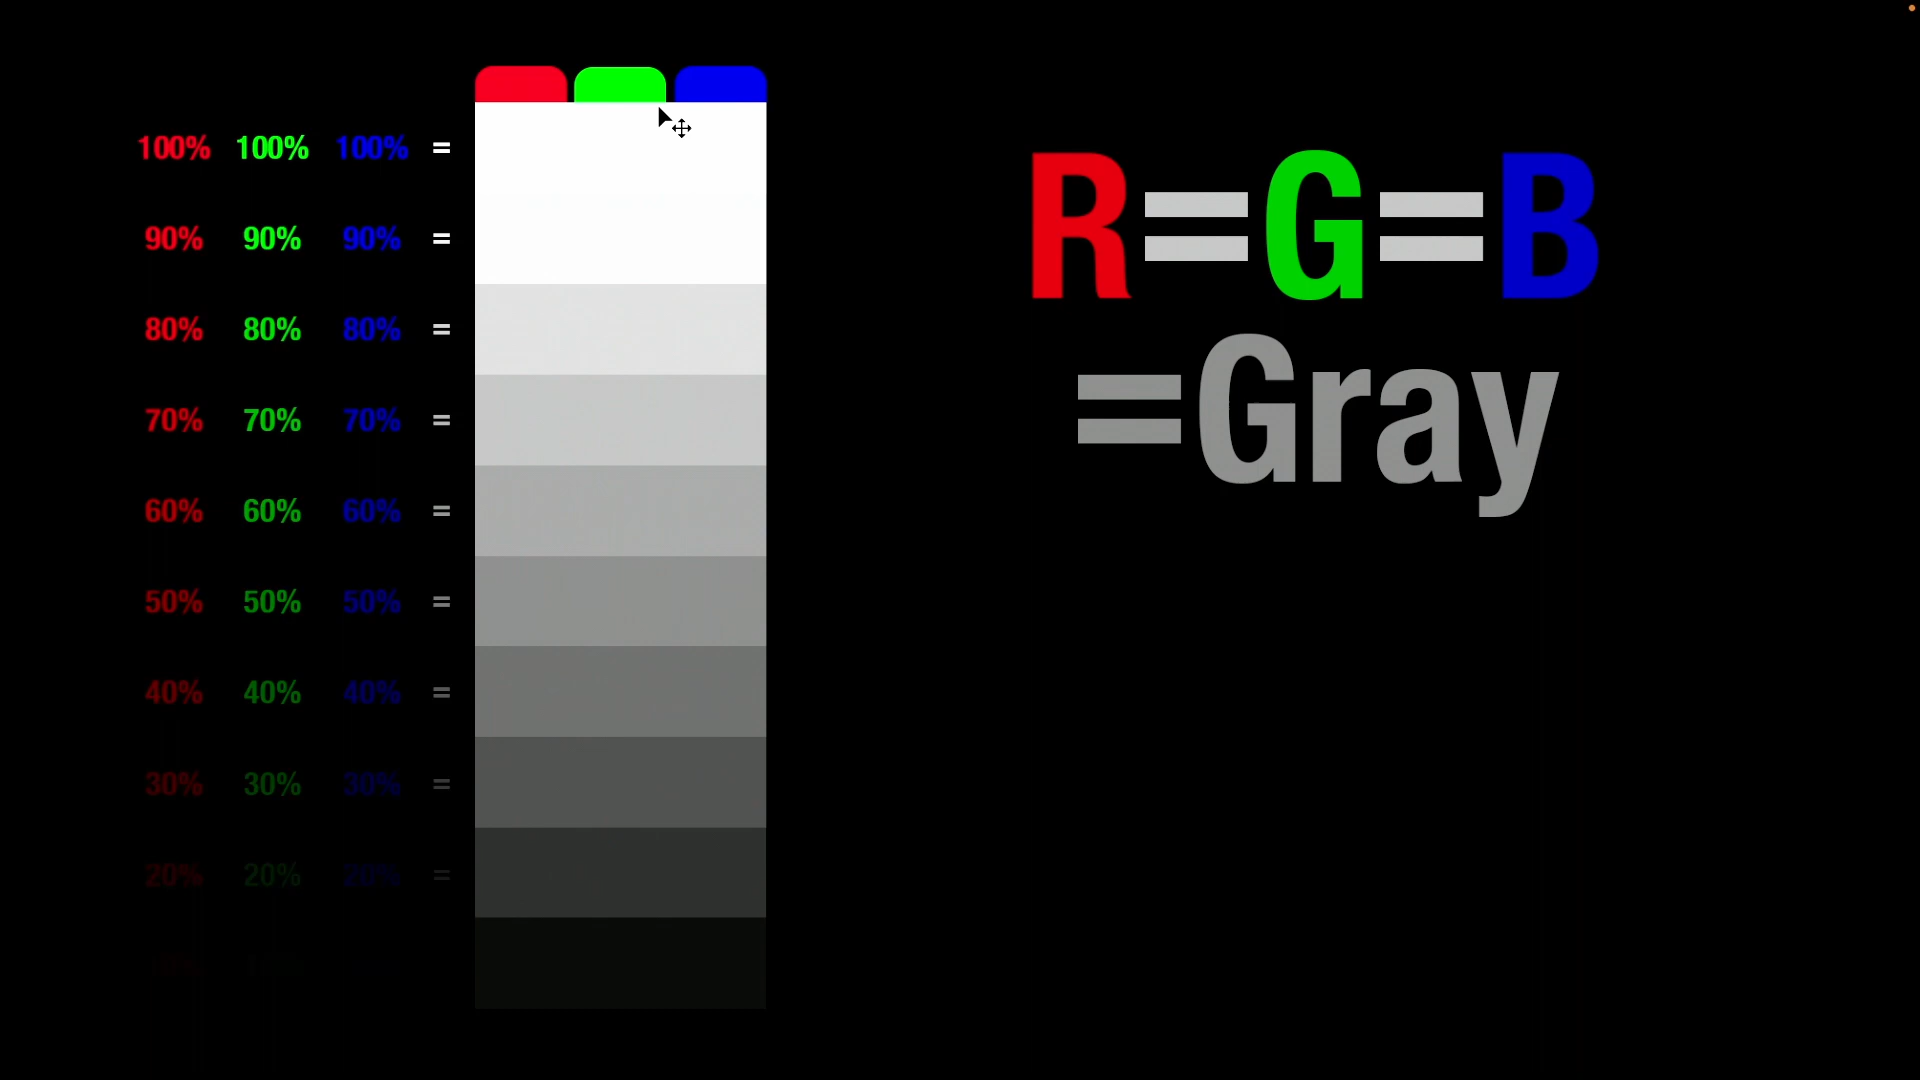 100% 100% 100% =
90% 90% 90% =
80% 80% 80% =
70% 70% 70% =
60% 60% 60% =
50% 50% 50% =
40% 40% 40% =
30% 30% 30% =
20% 20% 20% =
R=G=B
=Gray